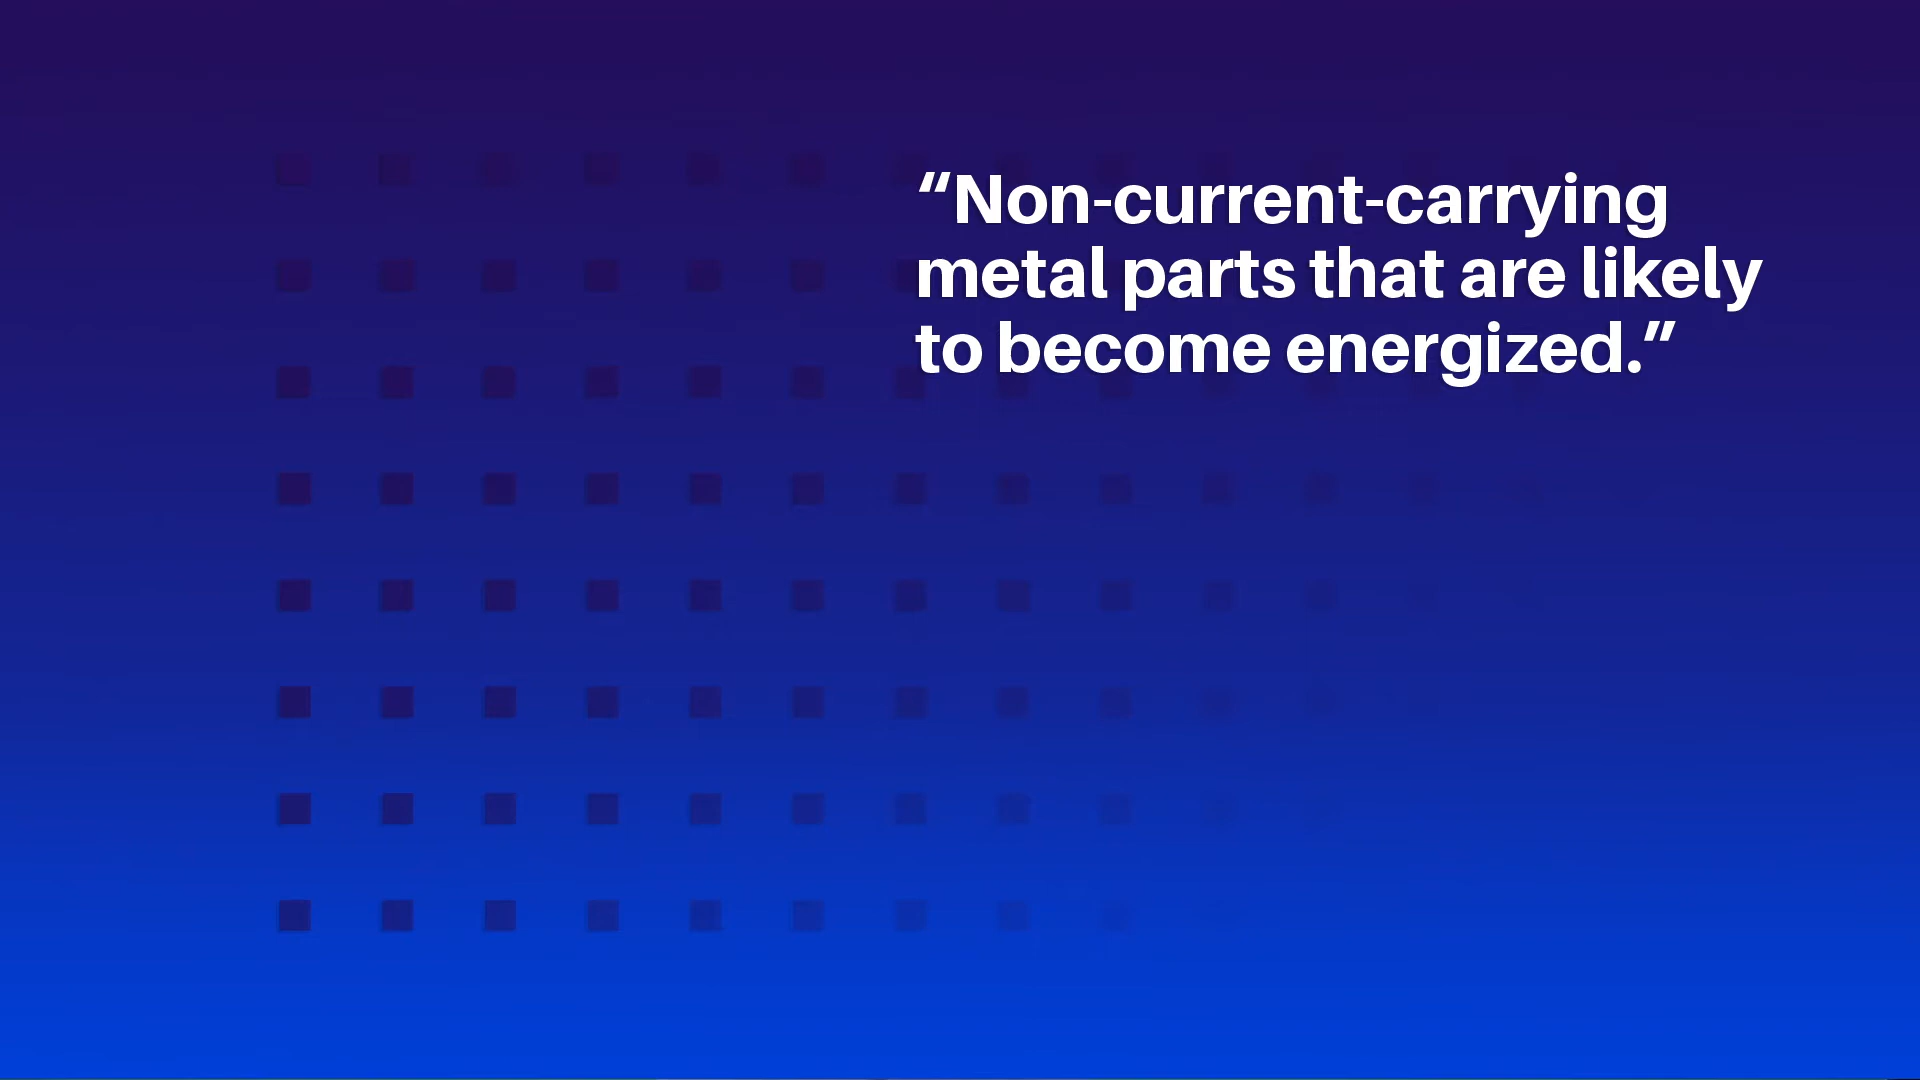 “Non-current-carrying
metal parts that are likely
to become energized.”